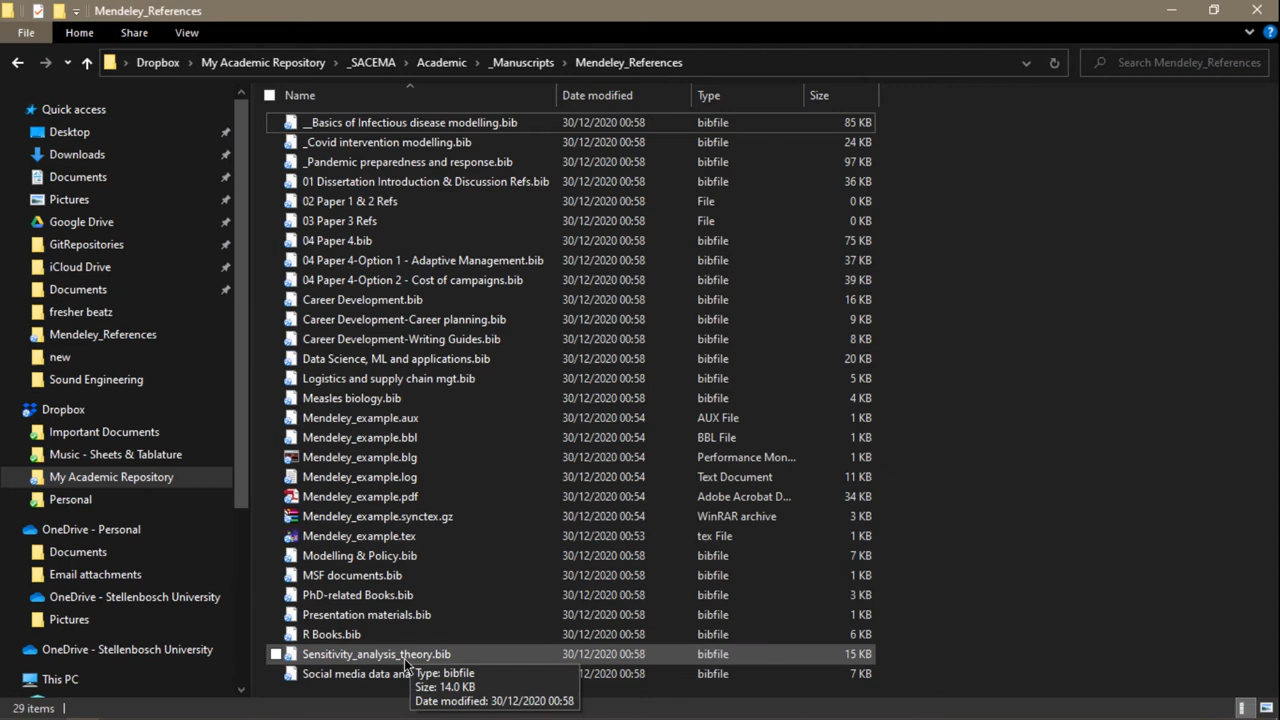 Mendeley_References
File Home Share View
Dropbox My Academic Repository _SACEMA Academic _Manuscripts Mendeley_References Search Mendeley_References
Name Date modified Type Size
Quick access
Desktop
Downloads
Documents
Pictures
Google Drive
GitRepositories
iCloud Drive
Documents
fresher beatz
Mendeley_References
new
Sound Engineering
Dropbox
Important Documents
Music - Sheets & Tablature
My Academic Repository
Personal
OneDrive - Personal
Documents
Email attachments
OneDrive - Stellenbosch University
Pictures
OneDrive - Stellenbosch University
This PC
__Basics of Infectious disease modelling.bib 30/12/2020 00:58 bibfile 85 KB
_Covid intervention modelling.bib 30/12/2020 00:58 bibfile 24 KB
_Pandemic preparedness and response.bib 30/12/2020 00:58 bibfile 97 KB
01 Dissertation Introduction & Discussion Refs.bib 30/12/2020 00:58 bibfile 36 KB
02 Paper 1 & 2 Refs 30/12/2020 00:58 File 0 KB
03 Paper 3 Refs 30/12/2020 00:58 File 0 KB
04 Paper 4.bib 30/12/2020 00:58 bibfile 75 KB
04 Paper 4-Option 1 - Adaptive Management.bib 30/12/2020 00:58 bibfile 37 KB
04 Paper 4-Option 2 - Cost of campaigns.bib 30/12/2020 00:58 bibfile 39 KB
Career Development.bib 30/12/2020 00:58 bibfile 16 KB
Career Development-Career planning.bib 30/12/2020 00:58 bibfile 9 KB
Career Development-Writing Guides.bib 30/12/2020 00:58 bibfile 8 KB
Data Science, ML and applications.bib 30/12/2020 00:58 bibfile 20 KB
Logistics and supply chain mgt.bib 30/12/2020 00:58 bibfile 5 KB
Measles biology.bib 30/12/2020 00:58 bibfile 4 KB
Mendeley_example.aux 30/12/2020 00:54 AUX File 1 KB
Mendeley_example.bbl 30/12/2020 00:54 BBL File 1 KB
Mendeley_example.blg 30/12/2020 00:54 Performance Mon... 1 KB
Mendeley_example.log 30/12/2020 00:54 Text Document 11 KB
Mendeley_example.pdf 30/12/2020 00:54 Adobe Acrobat D... 34 KB
Mendeley_example.synctex.gz 30/12/2020 00:54 WinRAR archive 3 KB
Mendeley_example.tex 30/12/2020 00:53 tex File 1 KB
Modelling & Policy.bib 30/12/2020 00:58 bibfile 7 KB
MSF documents.bib 30/12/2020 00:58 bibfile 1 KB
PhD-related Books.bib 30/12/2020 00:58 bibfile 3 KB
Presentation materials.bib 30/12/2020 00:58 bibfile 1 KB
R Books.bib 30/12/2020 00:58 bibfile 6 KB
Sensitivity_analysis_theory.bib 30/12/2020 00:58 bibfile 15 KB
Social media data ana 30/12/2020 00:58 bibfile 7 KB
Type: bibfile
Size: 14.0 KB
Date modified: 30/12/2020 00:58
29 items